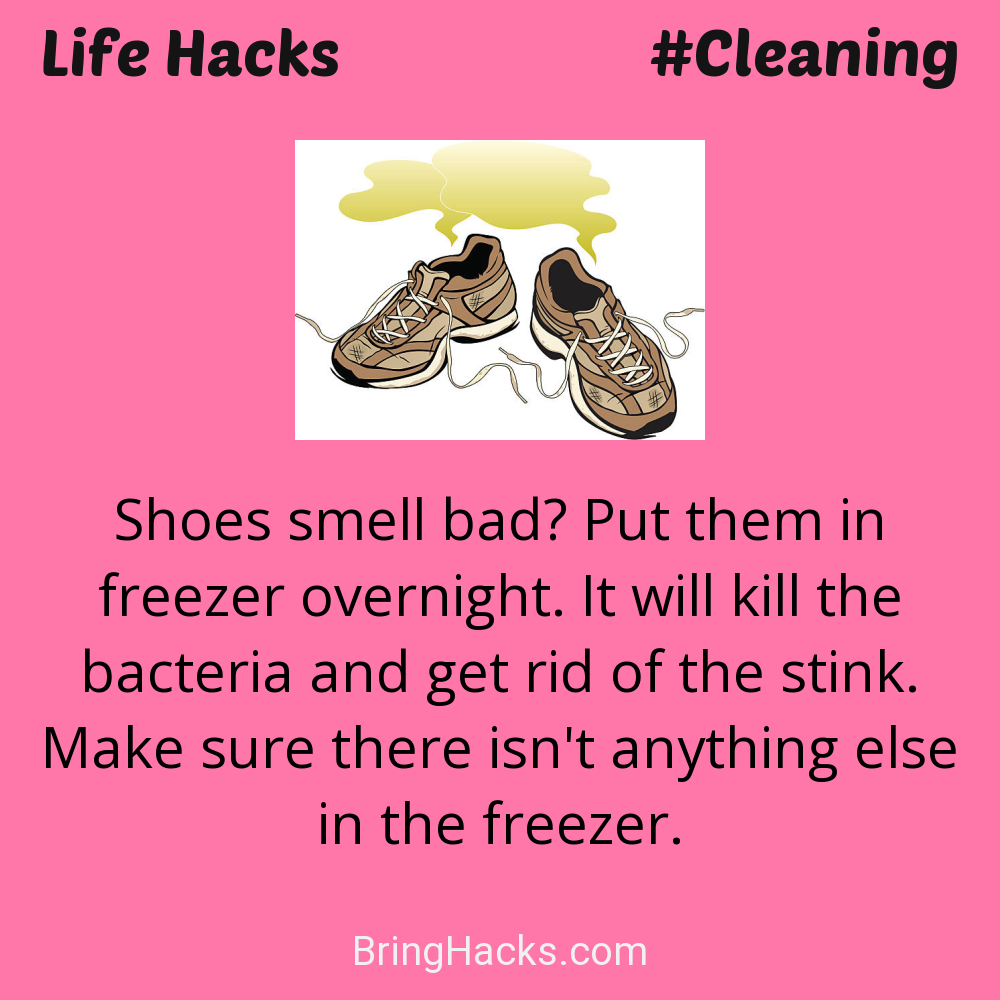 Life Hacks #Cleaning
Shoes smell bad? Put them in
freezer overnight. It will kill the
bacteria and get rid of the stink.
Make sure there isn't anything else
in the freezer.
BringHacks.com